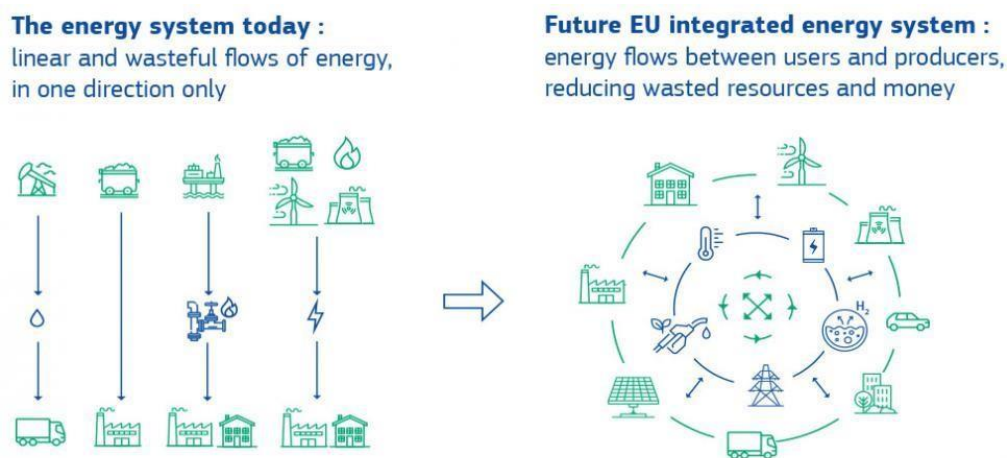 The energy system today :
linear and wasteful flows of energy,
in one direction only
Future EU integrated energy system :
energy flows between users and producers,
reducing wasted resources and money
H₂